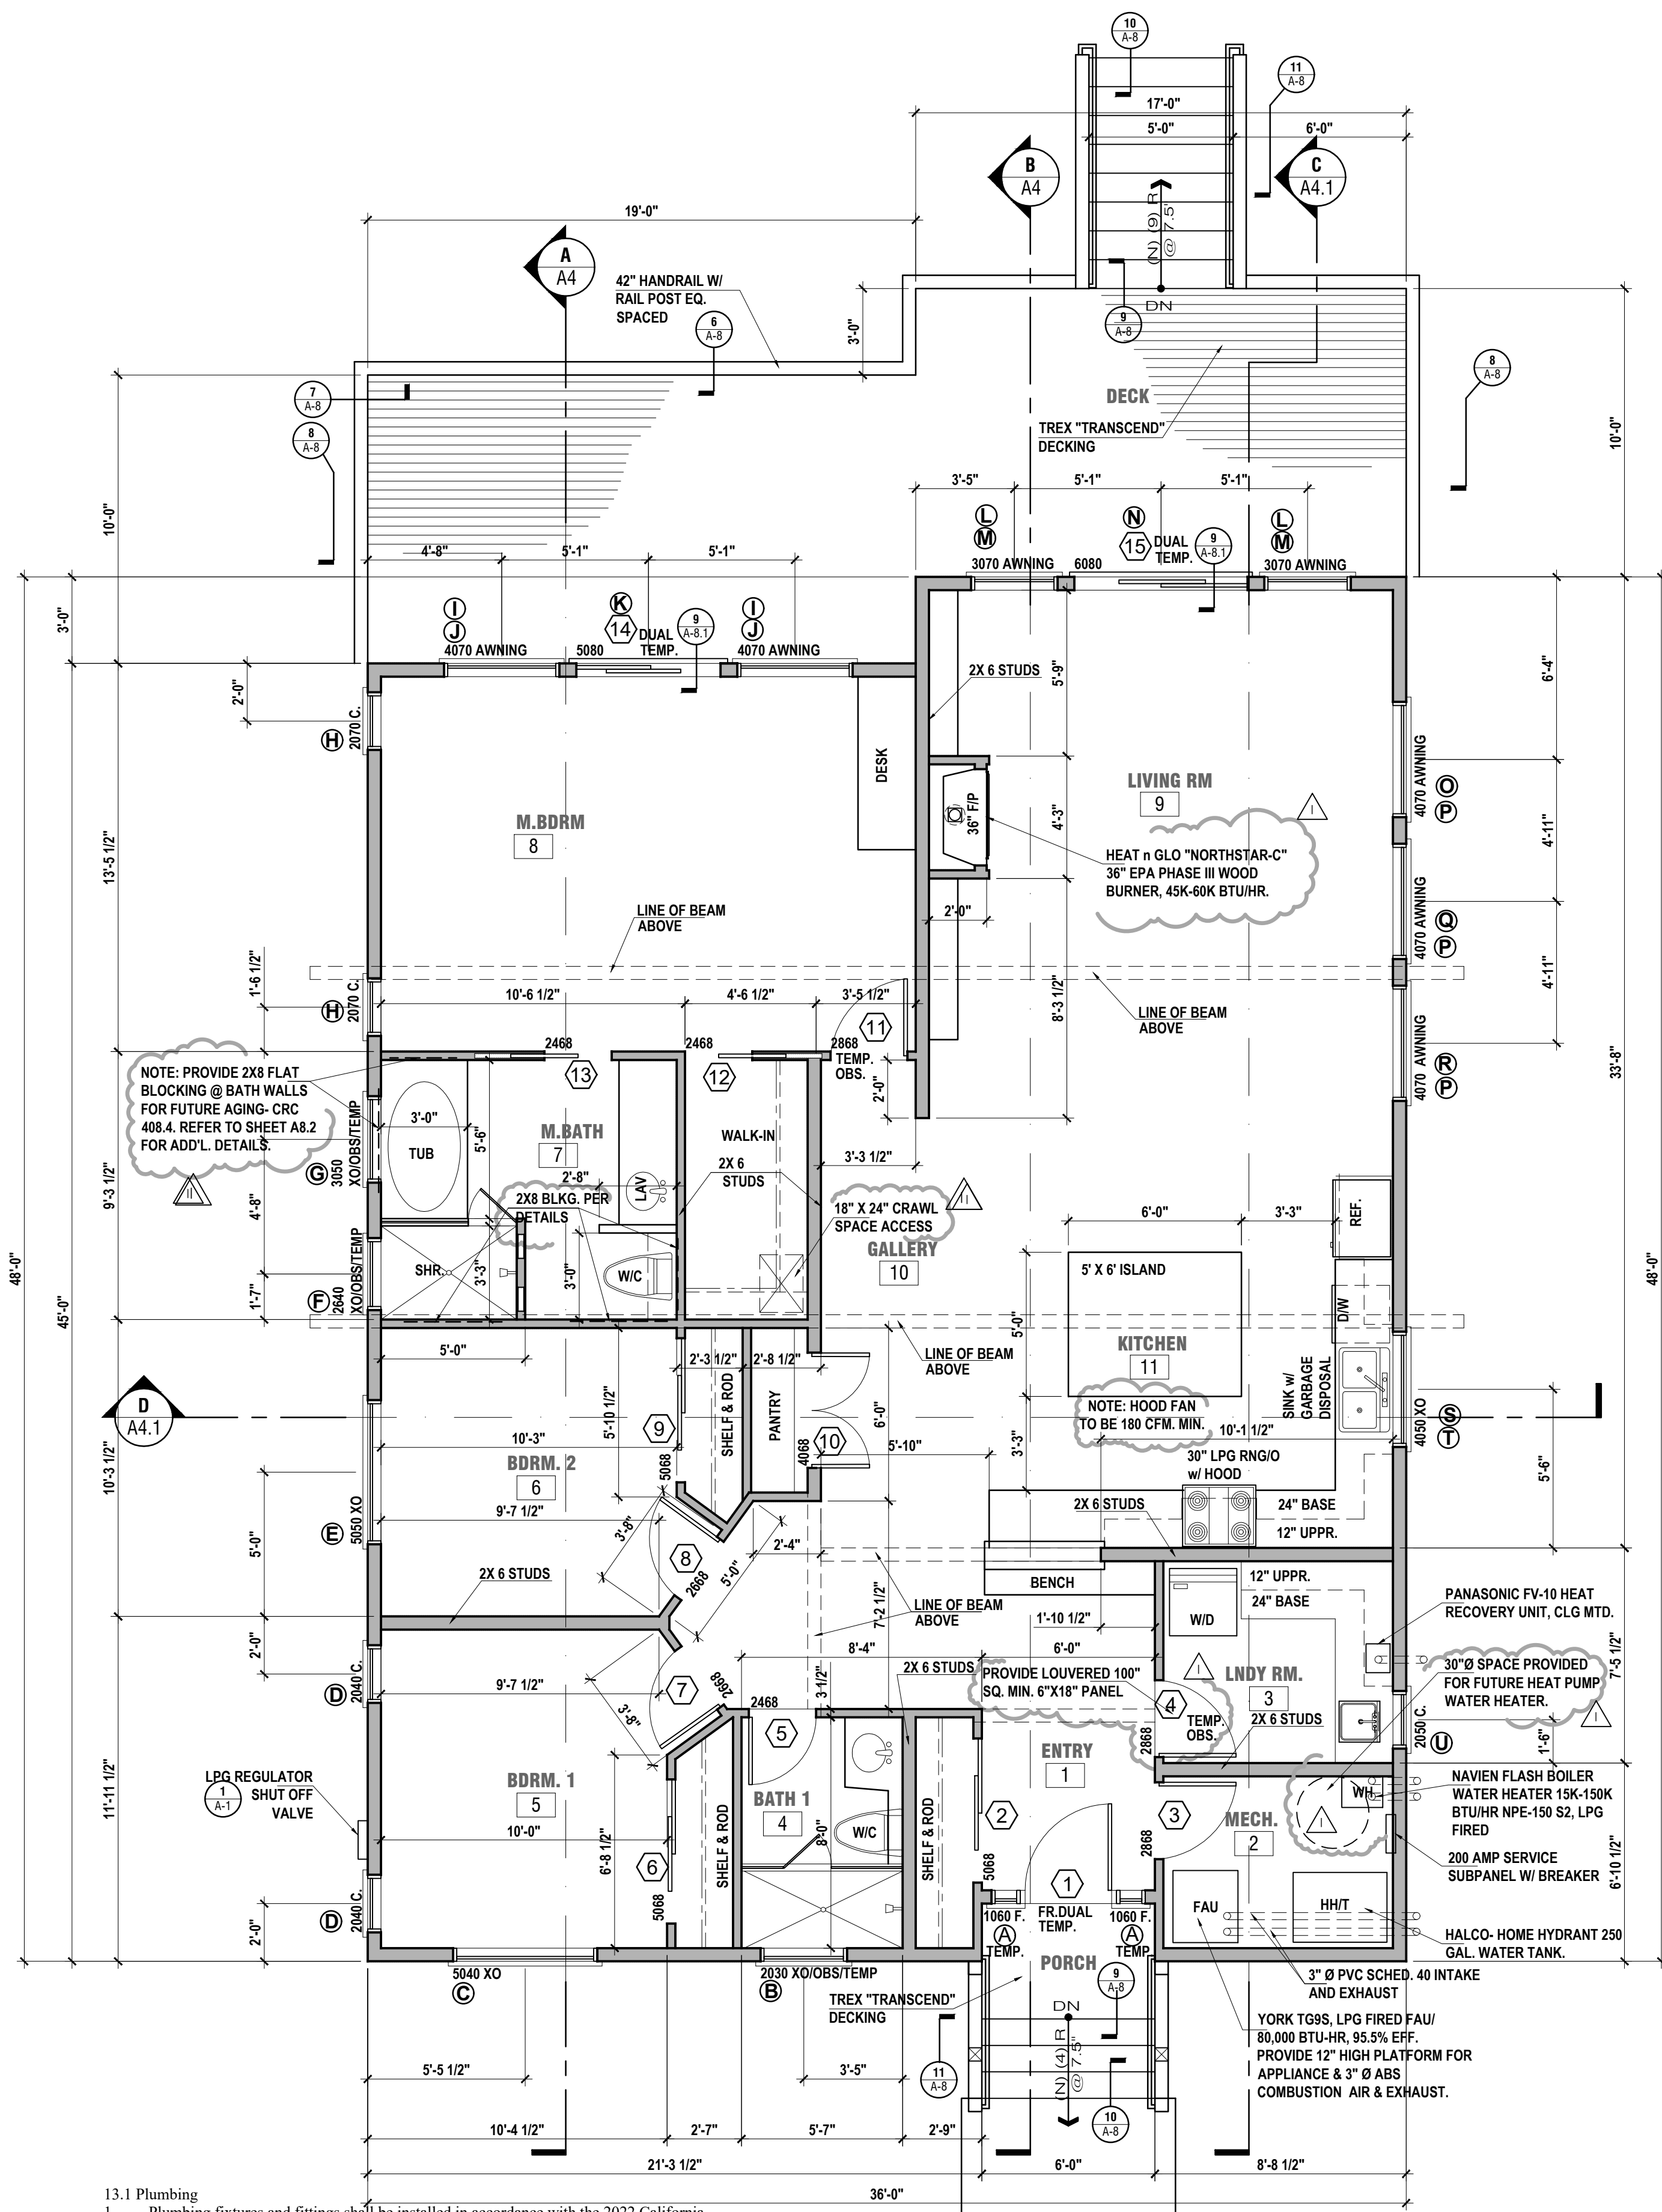 10
A-8
11
A-8
17'-0"
5'-0"
6'-0"
B
A4
C
A4.1
19'-0"
A
A4
42" HANDRAIL W/
RAIL POST EQ.
SPACED
6
A-8
(N) (9) R
@ 7.5'
DN
9
A-8
3'-0"
7
A-8
8
A-8
8
A-8
DECK
TREX "TRANSCEND"
DECKING
10'-0"
10'-0"
3'-5"
5'-1"
5'-1"
4'-8"
5'-1"
5'-1"
L
M
N
15
DUAL
TEMP.
9
A-8.1
L
M
3070 AWNING
6080
3070 AWNING
I
J
K
14
DUAL
TEMP.
9
A-8.1
I
J
4070 AWNING
5080
4070 AWNING
3'-0"
2'-0"
H
2070 C.
2X 6 STUDS
5'-9"
6'-4"
DESK
M.BDRM
8
LIVING RM
9
36" F/P
4'-3"
I
HEAT n GLO "NORTHSTAR-C"
36" EPA PHASE III WOOD
BURNER, 45K-60K BTU/HR.
4070 AWNING
O
P
4'-11"
13'-5 1/2"
LINE OF BEAM
ABOVE
2'-0"
4070 AWNING
Q
P
4'-11"
1'-6 1/2"
H
2070 C.
10'-6 1/2"
4'-6 1/2"
3'-5 1/2"
8'-3 1/2"
LINE OF BEAM
ABOVE
11
2468
2468
2868
TEMP.
OBS.
13
12
4070 AWNING
R
P
33'-8"
NOTE: PROVIDE 2X8 FLAT
BLOCKING @ BATH WALLS
FOR FUTURE AGING- CRC
408.4. REFER TO SHEET A8.2
FOR ADD'L. DETAILS.
II
3'-0"
TUB
5'-6"
M.BATH
7
2'-8"
WALK-IN
2X 6
STUDS
2'-0"
3'-3 1/2"
G
3050
XO/OBS/TEMP
LAV
2X8 BLKG. PER
DETAILS
18" X 24" CRAWL
SPACE ACCESS
II
GALLERY
10
9'-3 1/2"
4'-8"
6'-0"
3'-3"
REF.
5' X 6' ISLAND
48'-0"
45'-0"
48'-0"
F
2640
XO/OBS/TEMP
1'-7"
SHR.
3'-3"
3'-0"
W/C
D/W
5'-0"
KITCHEN
11
5'-0"
2'-3 1/2"
2'-8 1/2"
LINE OF BEAM
ABOVE
D
A4.1
5'-10 1/2"
SHELF & ROD
PANTRY
6'-0"
SINK w/
GARBAGE
DISPOSAL
NOTE: HOOD FAN
TO BE 180 CFM. MIN.
4050 XO
S
T
10'-3"
9
10
4068
5'-10"
3'-3"
10'-1 1/2"
30" LPG RNG/O
w/ HOOD
5'-6"
BDRM. 2
6
5068
10'-3 1/2"
E
5050 XO
5'-0"
9'-7 1/2"
3'-8"
8
2668
5'-0"
2'-4"
2X 6 STUDS
24" BASE
12" UPPR.
2X 6 STUDS
BENCH
12" UPPR.
24" BASE
W/D
PANASONIC FV-10 HEAT
RECOVERY UNIT, CLG MTD.
LINE OF BEAM
ABOVE
7'-2 1/2"
1'-10 1/2"
2'-0"
D
2040 C.
9'-7 1/2"
7
2668
3'-8"
8'-4"
6'-0"
2X 6 STUDS
PROVIDE LOUVERED 100"
SQ. MIN. 6"X18" PANEL
I
LNDY RM.
3
30"Ø SPACE PROVIDED
FOR FUTURE HEAT PUMP
WATER HEATER.
I
7'-5 1/2"
3 1/2"
2468
5
4
TEMP.
OBS.
2868
2X 6 STUDS
2050 C.
U
1'-6"
ENTRY
1
LPG REGULATOR
SHUT OFF
VALVE
1
A-1
BDRM. 1
5
10'-0"
6'-8 1/2"
6
5068
SHELF & ROD
BATH 1
4
8'-0"
W/C
SHELF & ROD
2
5068
3
2868
MECH.
2
WH
I
NAVIEN FLASH BOILER
WATER HEATER 15K-150K
BTU/HR NPE-150 S2, LPG
FIRED
200 AMP SERVICE
SUBPANEL W/ BREAKER
11'-11 1/2"
6'-10 1/2"
2'-0"
D
2040 C.
1
FR.DUAL
TEMP.
1060 F.
A
TEMP.
1060 F.
A
TEMP
FAU
HH/T
HALCO- HOME HYDRANT 250
GAL. WATER TANK.
5040 XO
C
2030 XO/OBS/TEMP
B
PORCH
9
A-8
TREX "TRANSCEND"
DECKING
DN
(N) (4) R
@ 7.5"
3" Ø PVC SCHED. 40 INTAKE
AND EXHAUST
YORK TG9S, LPG FIRED FAU/
80,000 BTU-HR, 95.5% EFF.
PROVIDE 12" HIGH PLATFORM FOR
APPLIANCE & 3" Ø ABS
COMBUSTION AIR & EXHAUST.
5'-5 1/2"
3'-5"
11
A-8
10
A-8
10'-4 1/2"
2'-7"
5'-7"
2'-9"
21'-3 1/2"
6'-0"
8'-8 1/2"
36'-0"
13.1 Plumbing
1. Plumbing fixtures and fittings shall be installed in accordance with the 2022 California